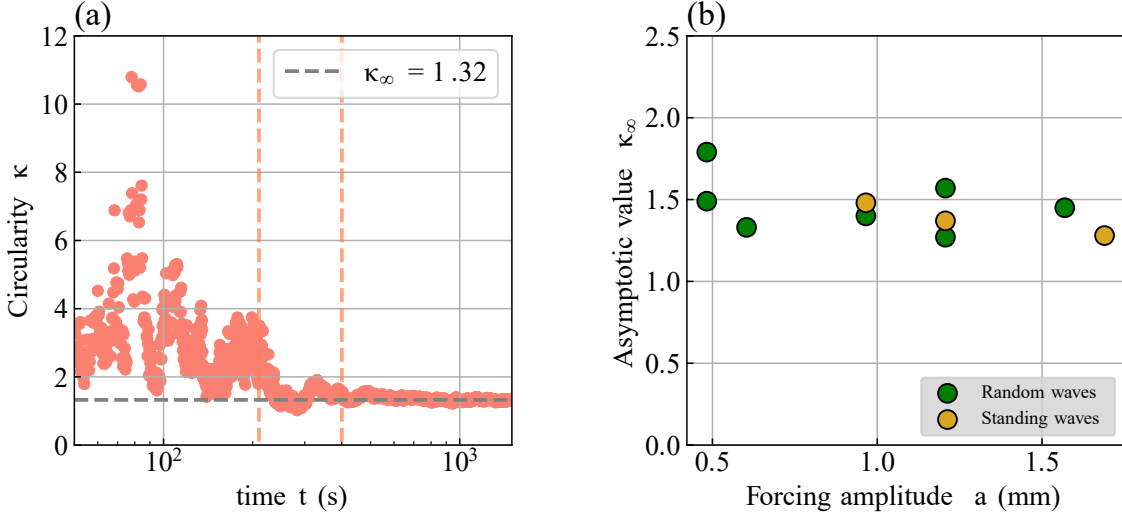 (a)
12
10
8
6
4
2
0
Circularity κ
κ∞ = 1.32
10²
10³
time t (s)
(b)
2.5
2.0
1.5
1.0
0.5
0.0
Asymptotic value κ∞
Random waves
Standing waves
0.5
1.0
1.5
Forcing amplitude a (mm)